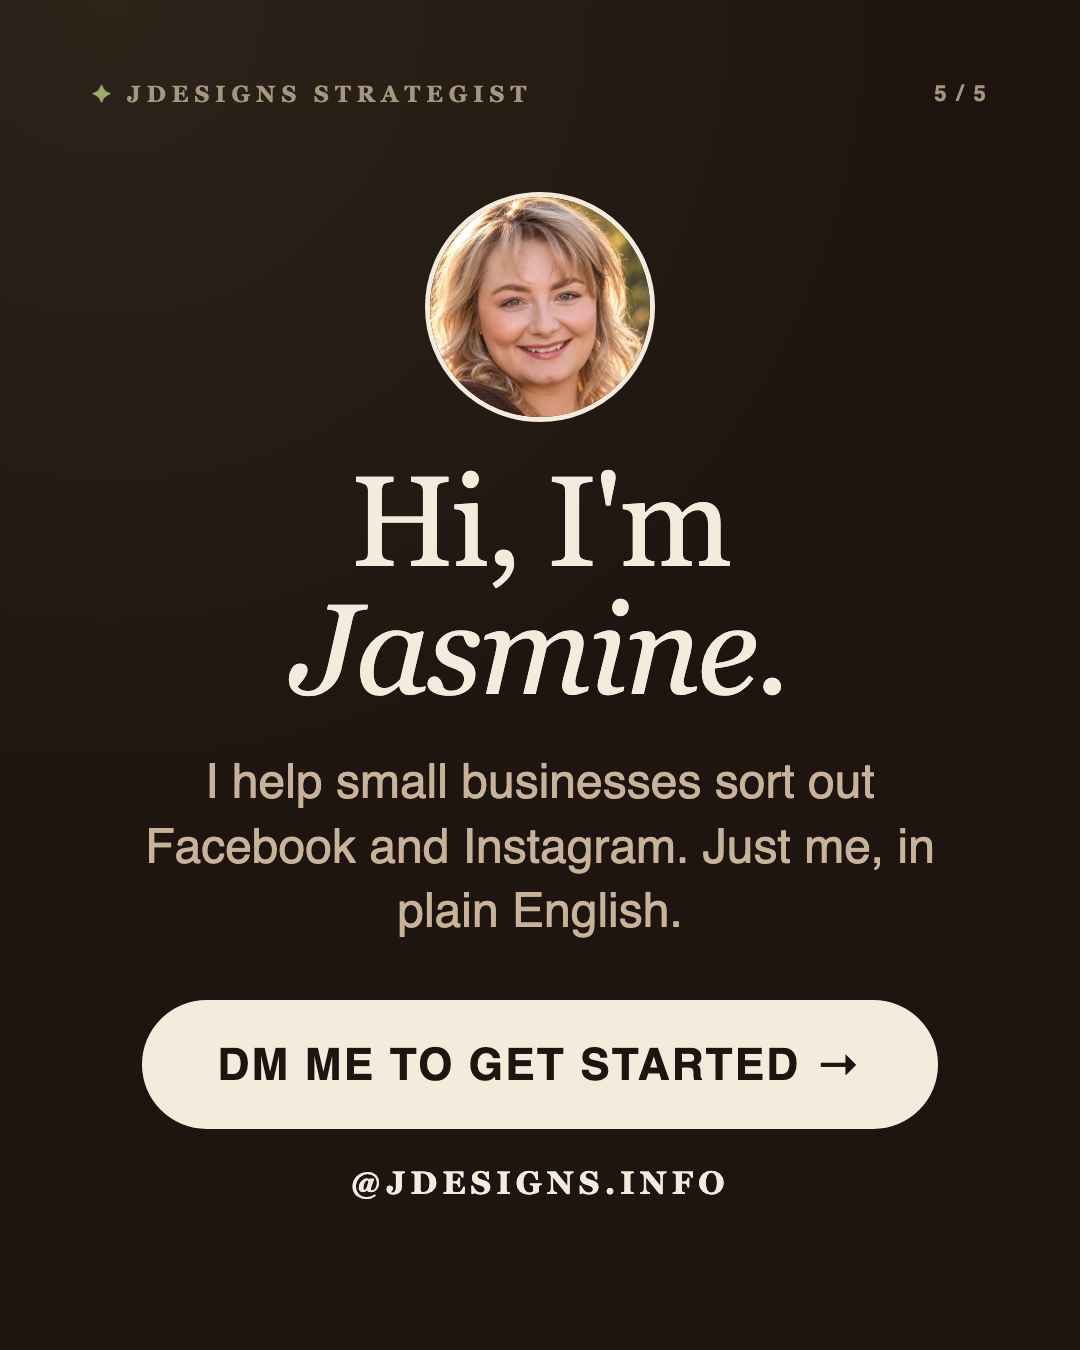 ✦ JDESIGNS STRATEGIST
5 / 5
Hi, I'm
Jasmine.
I help small businesses sort out
Facebook and Instagram. Just me, in
plain English.
DM ME TO GET STARTED →
@JDESIGNS.INFO